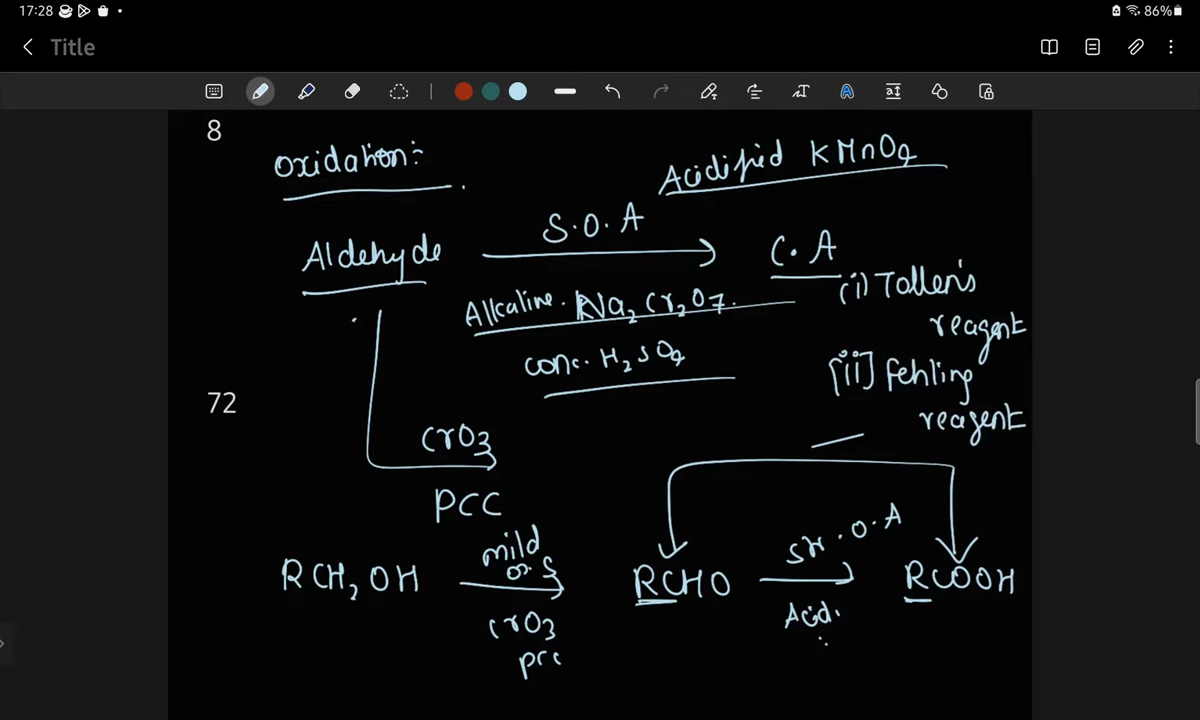 17:28
86%
Title
8
oxidation:-
Acidified KMnO4
Aldehyde
S.O.A
C.A
Alkaline. Na2Cr2O7.
conc. H2SO4
(i) Tollen's
reagent
[ii] fehling
reagent
72
CrO3
PCC
RCH2OH
mild
CrO3
pcc
RCHO
O.A
Acid.
RCOOH